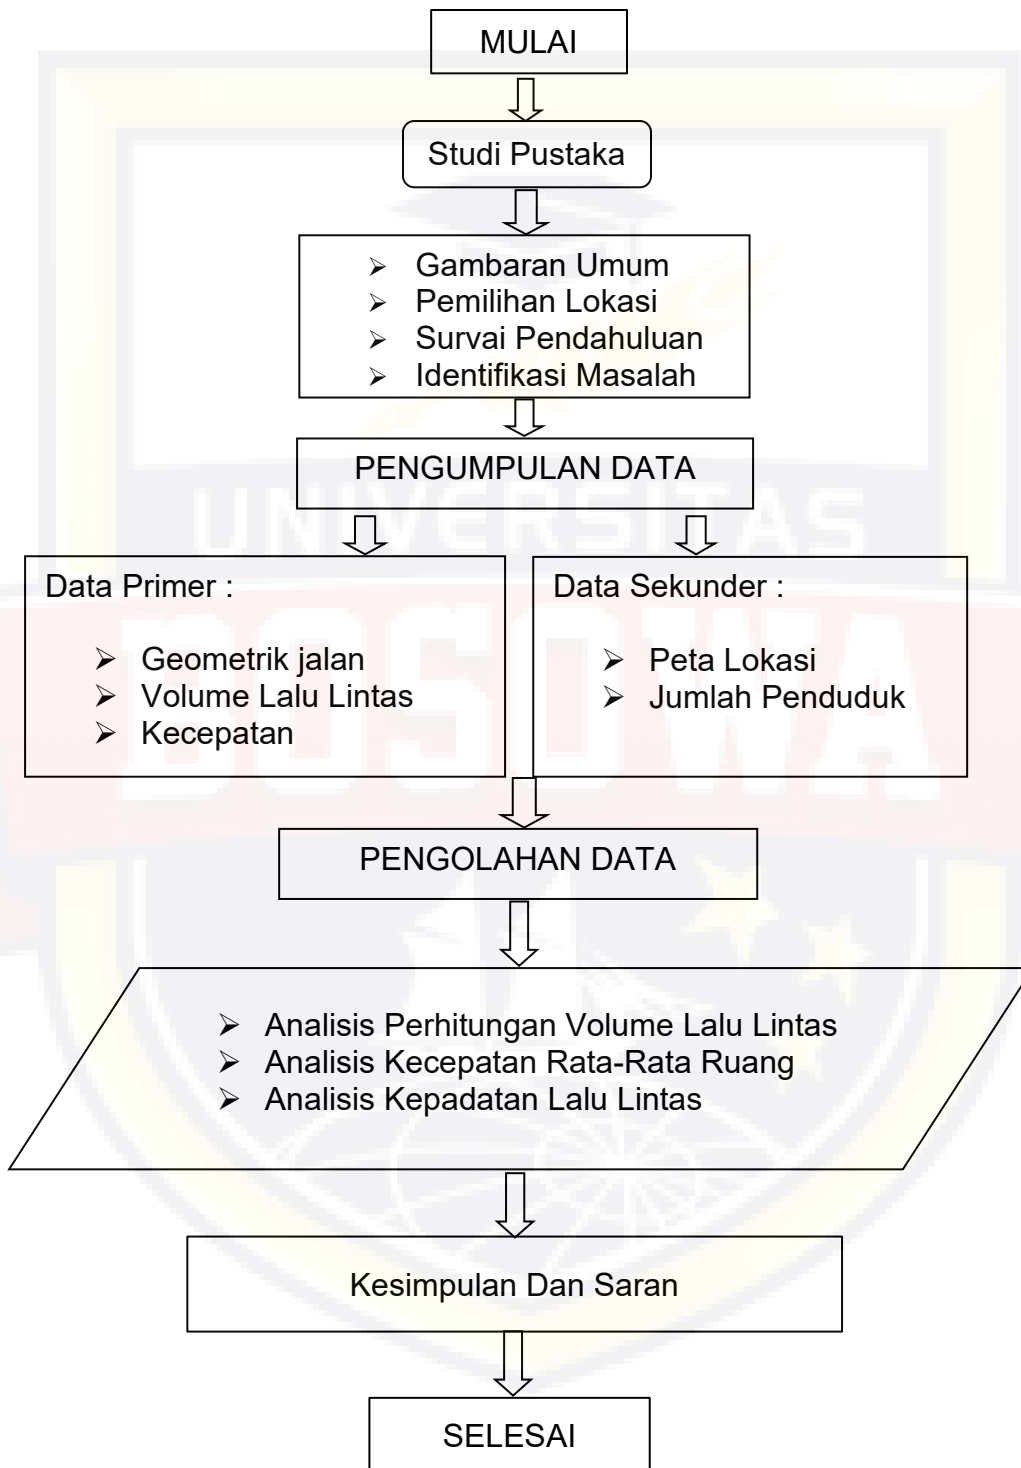 MULAI
Studi Pustaka
➢ Gambaran Umum
➢ Pemilihan Lokasi
➢ Survai Pendahuluan
➢ Identifikasi Masalah
PENGUMPULAN DATA
Data Primer :
➢ Geometrik jalan
➢ Volume Lalu Lintas
➢ Kecepatan
Data Sekunder :
➢ Peta Lokasi
➢ Jumlah Penduduk
PENGOLAHAN DATA
➢ Analisis Perhitungan Volume Lalu Lintas
➢ Analisis Kecepatan Rata-Rata Ruang
➢ Analisis Kepadatan Lalu Lintas
Kesimpulan Dan Saran
SELESAI
UNIVERSITAS
BOSOWA